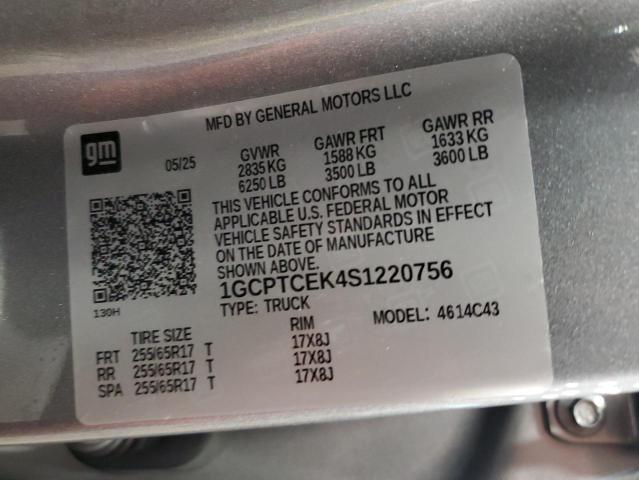 MFD BY GENERAL MOTORS LLC
gm
05/25
GVWR GAWR FRT GAWR RR
2835 KG 1588 KG 1633 KG
6250 LB 3500 LB 3600 LB
THIS VEHICLE CONFORMS TO ALL
APPLICABLE U.S. FEDERAL MOTOR
VEHICLE SAFETY STANDARDS IN EFFECT
ON THE DATE OF MANUFACTURE
SHOWN ABOVE.
1GCPTCEK4S1220756
130H
TYPE: TRUCK MODEL: 4614C43
TIRE SIZE RIM
FRT 255/65R17 T 17X8J
RR 255/65R17 T 17X8J
SPA 255/65R17 T 17X8J